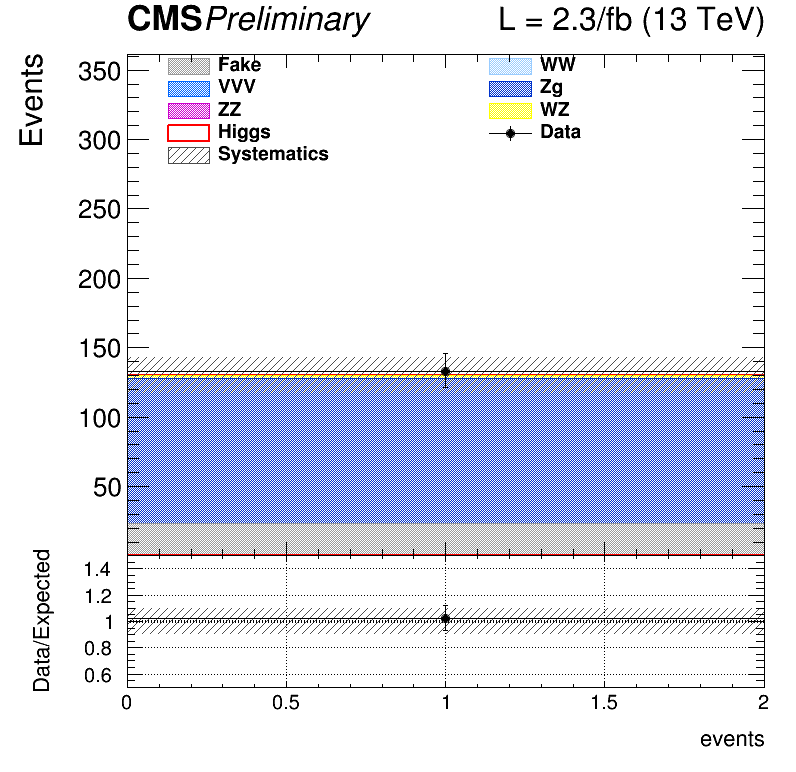 CMSPreliminary L = 2.3/fb (13 TeV)
Events
350
300
250
200
150
100
50
Fake WW
VVV Zg
ZZ WZ
Higgs Data
Systematics
Data/Expected
1.4
1.2
1
0.8
0.6
0 0.5 1 1.5 2
events